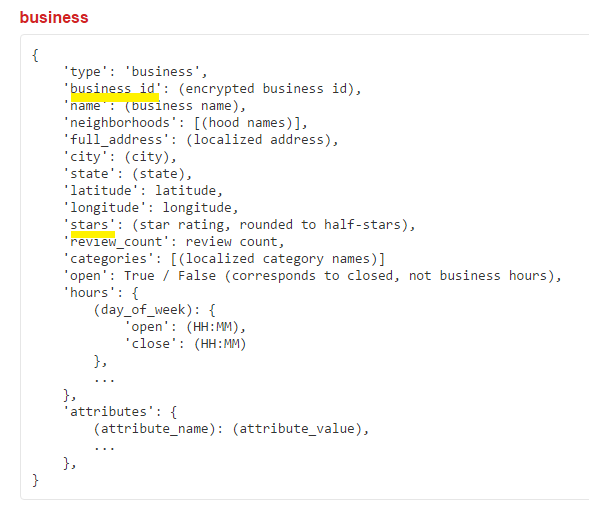 business
{
    'type': 'business',
    'business_id': (encrypted business id),
    'name': (business name),
    'neighborhoods': [(hood names)],
    'full_address': (localized address),
    'city': (city),
    'state': (state),
    'latitude': latitude,
    'longitude': longitude,
    'stars': (star rating, rounded to half-stars),
    'review_count': review count,
    'categories': [(localized category names)]
    'open': True / False (corresponds to closed, not business hours),
    'hours': {
        (day_of_week): {
            'open': (HH:MM),
            'close': (HH:MM)
        },
        ...
    },
    'attributes': {
        (attribute_name): (attribute_value),
        ...
    },
}